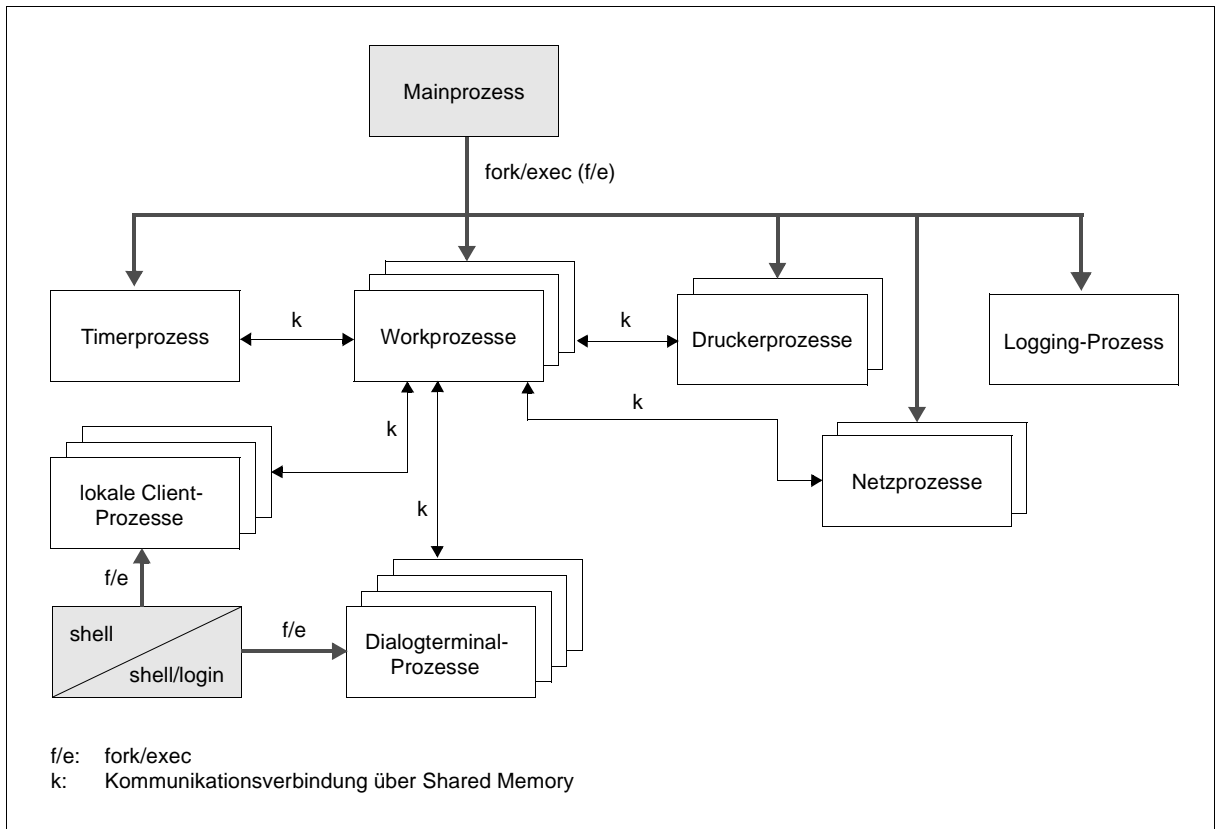 Mainprozess
fork/exec (f/e)
Timerprozess
k
Workprozesse
k
Druckerprozesse
Logging-Prozess
k
k
lokale Client-
Prozesse
Netzprozesse
k
f/e
shell
shell/login
f/e
Dialogterminal-
Prozesse
f/e: fork/exec
k: Kommunikationsverbindung über Shared Memory